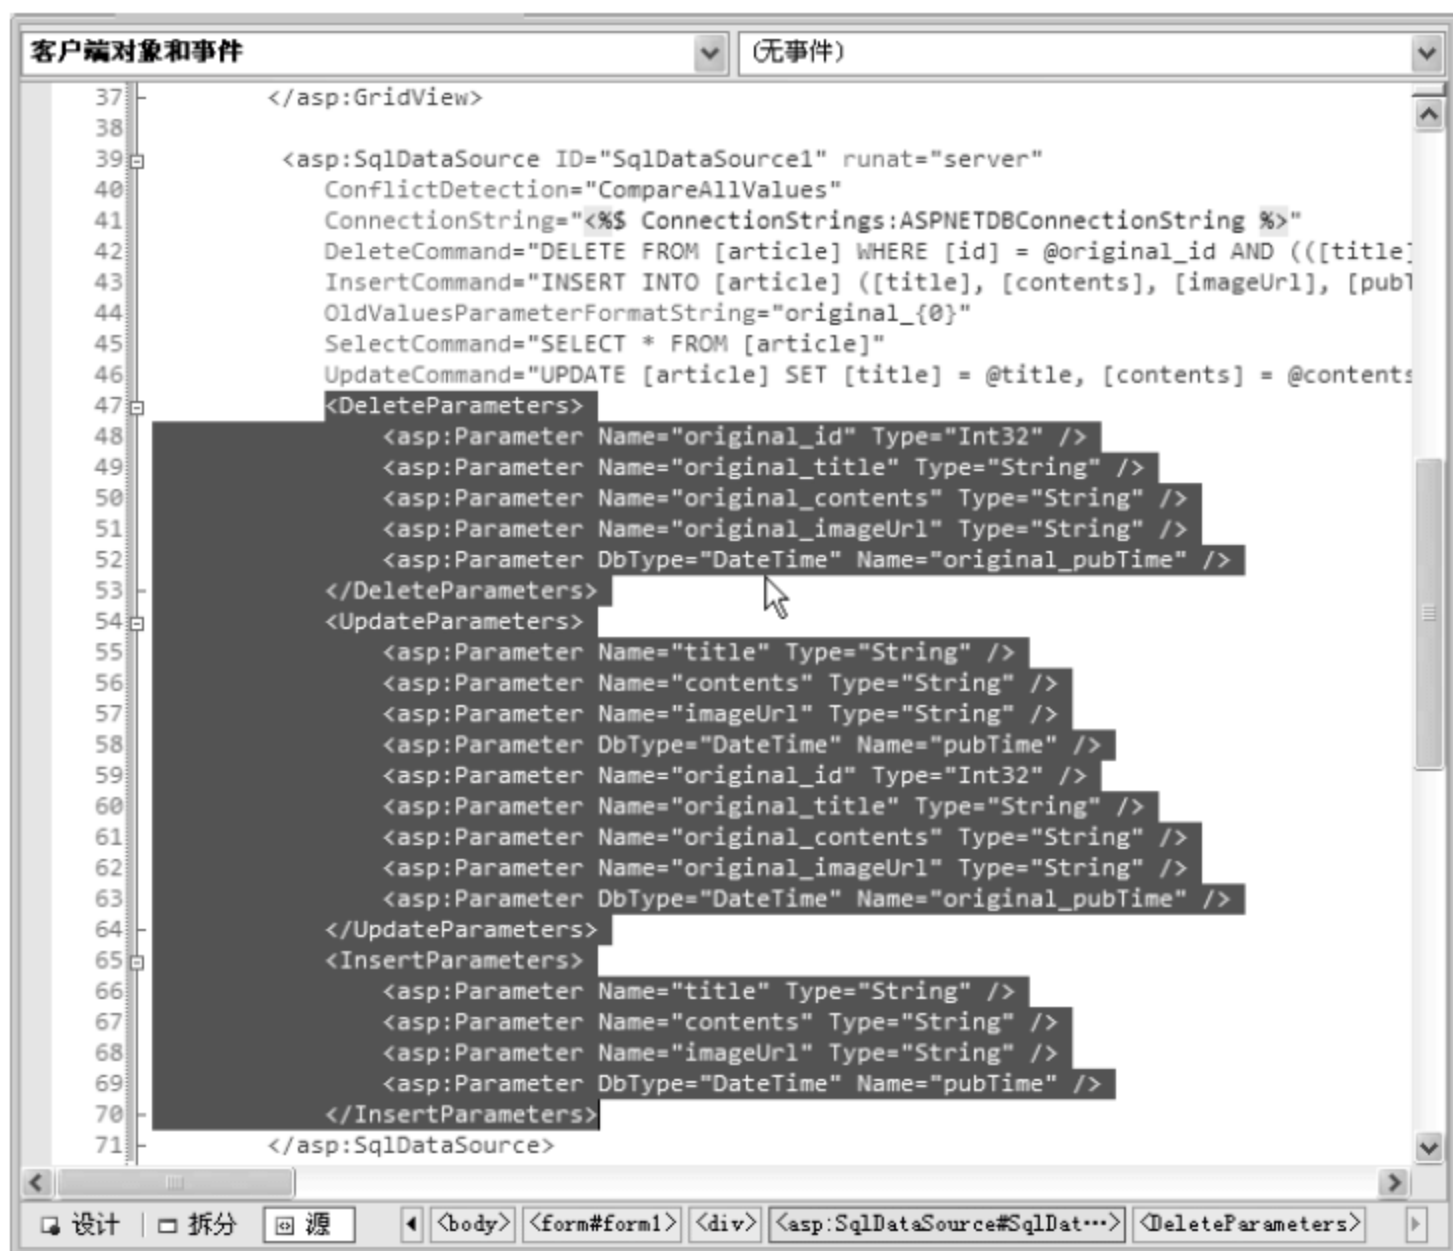 客户端对象和事件 (无事件)
37 </asp:GridView>
38
39 <asp:SqlDataSource ID="SqlDataSource1" runat="server"
40 ConflictDetection="CompareAllValues"
41 ConnectionString="<%$ ConnectionStrings:ASPNETDBConnectionString %>"
42 DeleteCommand="DELETE FROM [article] WHERE [id] = @original_id AND (([title]
43 InsertCommand="INSERT INTO [article] ([title], [contents], [imageUrl], [pubT
44 OldValuesParameterFormatString="original_{0}"
45 SelectCommand="SELECT * FROM [article]"
46 UpdateCommand="UPDATE [article] SET [title] = @title, [contents] = @contents
47 <DeleteParameters>
48 <asp:Parameter Name="original_id" Type="Int32" />
49 <asp:Parameter Name="original_title" Type="String" />
50 <asp:Parameter Name="original_contents" Type="String" />
51 <asp:Parameter Name="original_imageUrl" Type="String" />
52 <asp:Parameter DbType="DateTime" Name="original_pubTime" />
53 </DeleteParameters>
54 <UpdateParameters>
55 <asp:Parameter Name="title" Type="String" />
56 <asp:Parameter Name="contents" Type="String" />
57 <asp:Parameter Name="imageUrl" Type="String" />
58 <asp:Parameter DbType="DateTime" Name="pubTime" />
59 <asp:Parameter Name="original_id" Type="Int32" />
60 <asp:Parameter Name="original_title" Type="String" />
61 <asp:Parameter Name="original_contents" Type="String" />
62 <asp:Parameter Name="original_imageUrl" Type="String" />
63 <asp:Parameter DbType="DateTime" Name="original_pubTime" />
64 </UpdateParameters>
65 <InsertParameters>
66 <asp:Parameter Name="title" Type="String" />
67 <asp:Parameter Name="contents" Type="String" />
68 <asp:Parameter Name="imageUrl" Type="String" />
69 <asp:Parameter DbType="DateTime" Name="pubTime" />
70 </InsertParameters>
71 </asp:SqlDataSource>
设计 拆分 源 <body> <form#form1> <div> <asp:SqlDataSource#SqlDat...> <DeleteParameters>